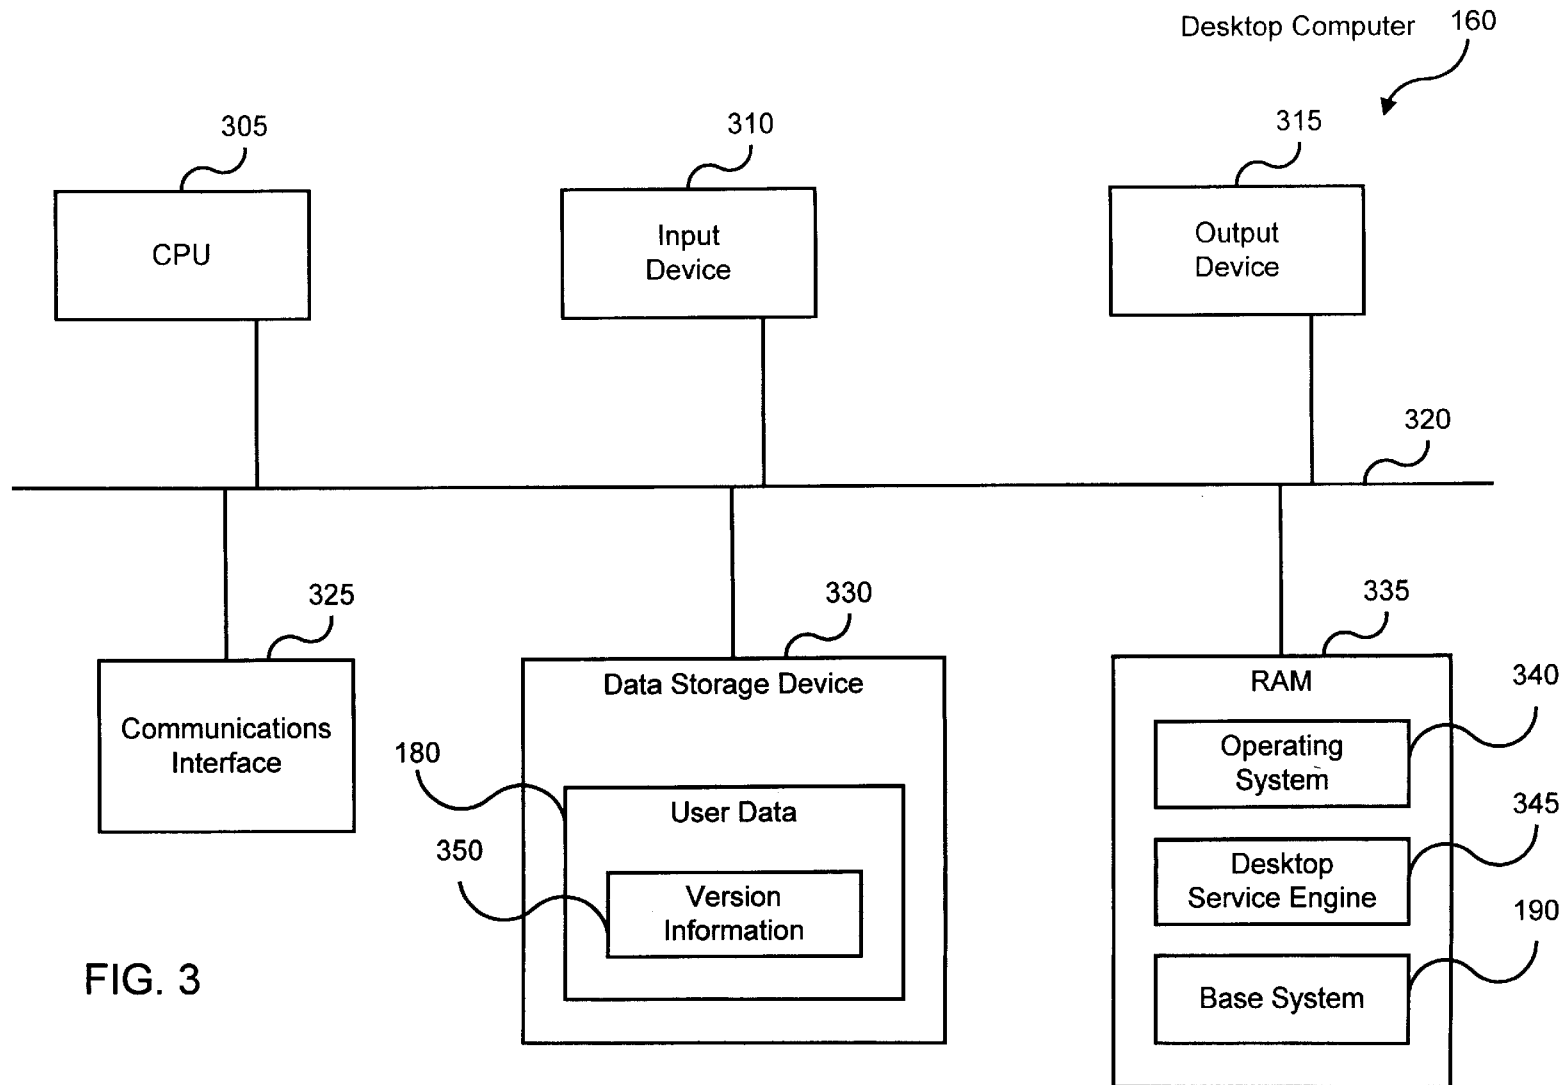 Desktop Computer 160
305
310
315
CPU
Input
Device
Output
Device
320
325
330
335
Communications
Interface
Data Storage Device
180
User Data
350
Version
Information
RAM
340
Operating
System
345
Desktop
Service Engine
190
Base System
FIG. 3